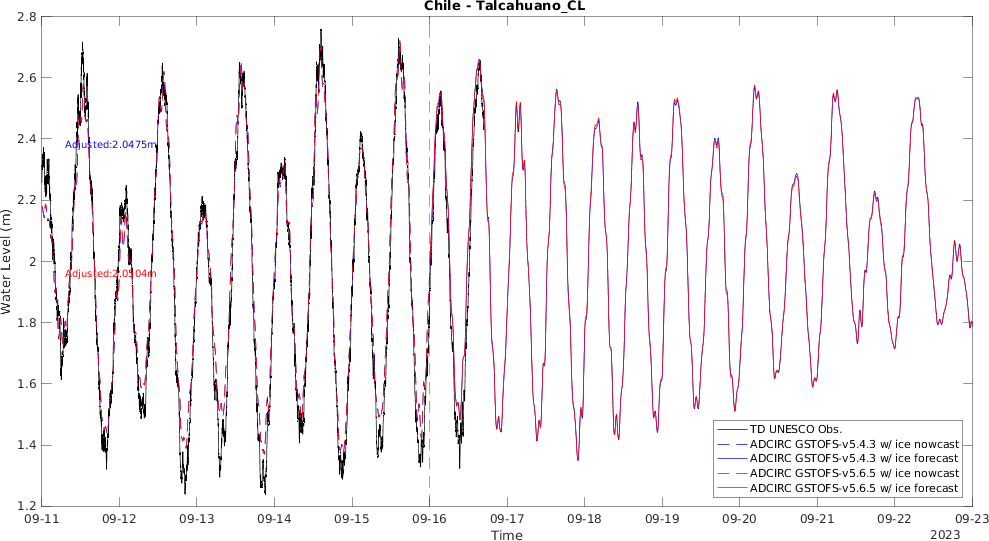 Chile - Talcahuano_CL
2.8
2.6
2.4
2.2
2
1.8
1.6
1.4
1.2
Water Level (m)
Adjusted:2.0475m
Adjusted:2.0504m
TD UNESCO Obs.
ADCIRC GSTOFS-v5.4.3 w/ ice nowcast
ADCIRC GSTOFS-v5.4.3 w/ ice forecast
ADCIRC GSTOFS-v5.6.5 w/ ice nowcast
ADCIRC GSTOFS-v5.6.5 w/ ice forecast
09-11 09-12 09-13 09-14 09-15 09-16 09-17 09-18 09-19 09-20 09-21 09-22 09-23
Time
2023